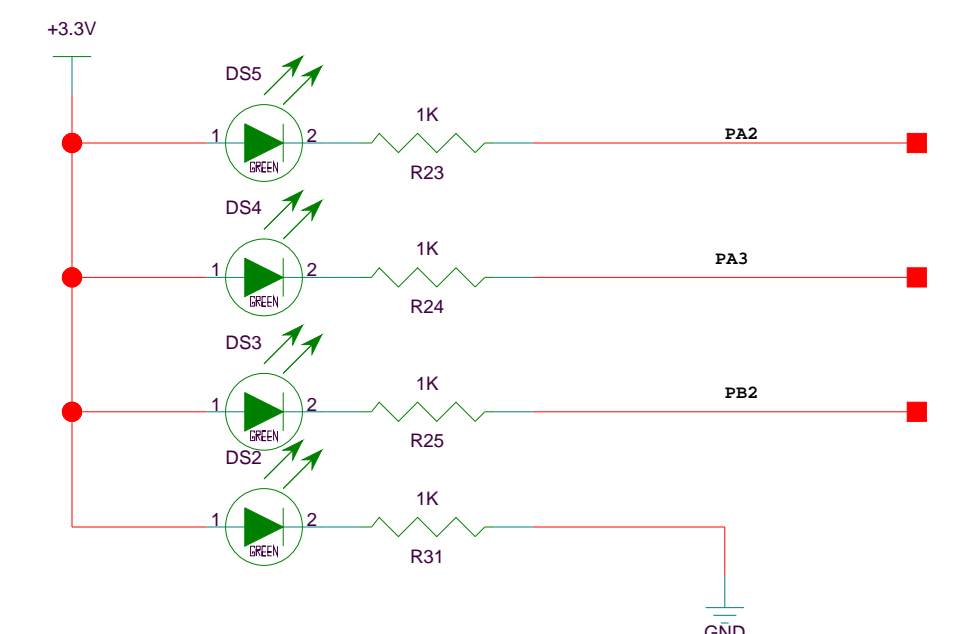 +3.3V
DS5
1K
1
2
PA2
GREEN
R23
DS4
1K
1
2
PA3
GREEN
R24
DS3
1K
1
2
PB2
GREEN
R25
DS2
1K
1
2
GREEN
R31
GND